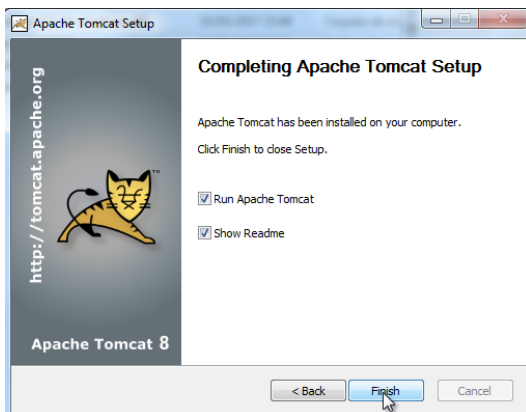 Apache Tomcat Setup
http://tomcat.apache.org
Apache Tomcat 8
Completing Apache Tomcat Setup
Apache Tomcat has been installed on your computer.
Click Finish to close Setup.
Run Apache Tomcat
Show Readme
< Back
Finish
Cancel